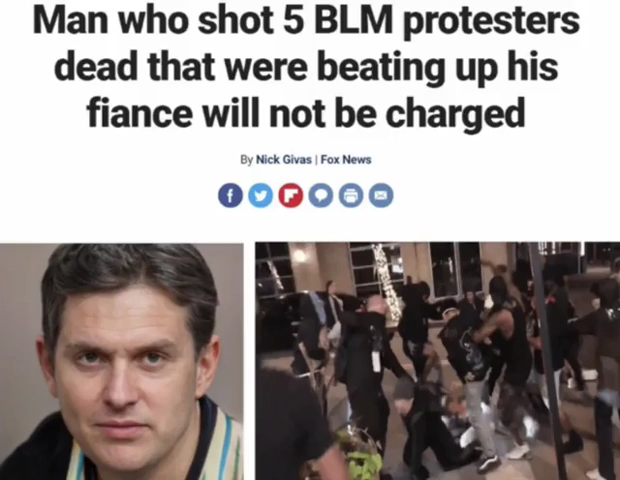 Man who shot 5 BLM protesters
dead that were beating up his
fiance will not be charged
By Nick Givas | Fox News